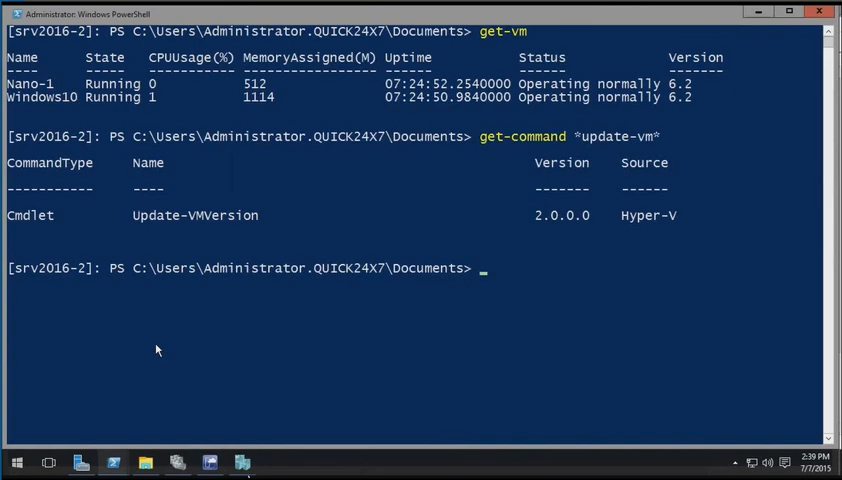 Administrator: Windows PowerShell
[srv2016-2]: PS C:\Users\Administrator.QUICK24X7\Documents> get-vm
Name State CPUUsage(%) MemoryAssigned(M) Uptime Status Version
---- ----- ----------- ----------------- ------ ------ -------
Nano-1 Running 0 512 07:24:52.2540000 Operating normally 6.2
Windows10 Running 1 1114 07:24:50.9840000 Operating normally 6.2
[srv2016-2]: PS C:\Users\Administrator.QUICK24X7\Documents> get-command *update-vm*
CommandType Name Version Source
----------- ---- ------- ------
Cmdlet Update-VMVersion 2.0.0.0 Hyper-V
[srv2016-2]: PS C:\Users\Administrator.QUICK24X7\Documents> _
2:39 PM
7/7/2015